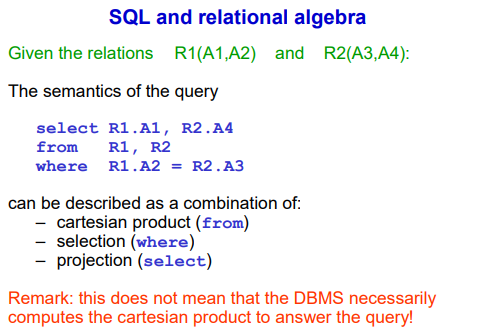 SQL and relational algebra
Given the relations R1(A1,A2) and R2(A3,A4):
The semantics of the query
select R1.A1, R2.A4
from R1, R2
where R1.A2 = R2.A3
can be described as a combination of:
– cartesian product (from)
– selection (where)
– projection (select)
Remark: this does not mean that the DBMS necessarily
computes the cartesian product to answer the query!